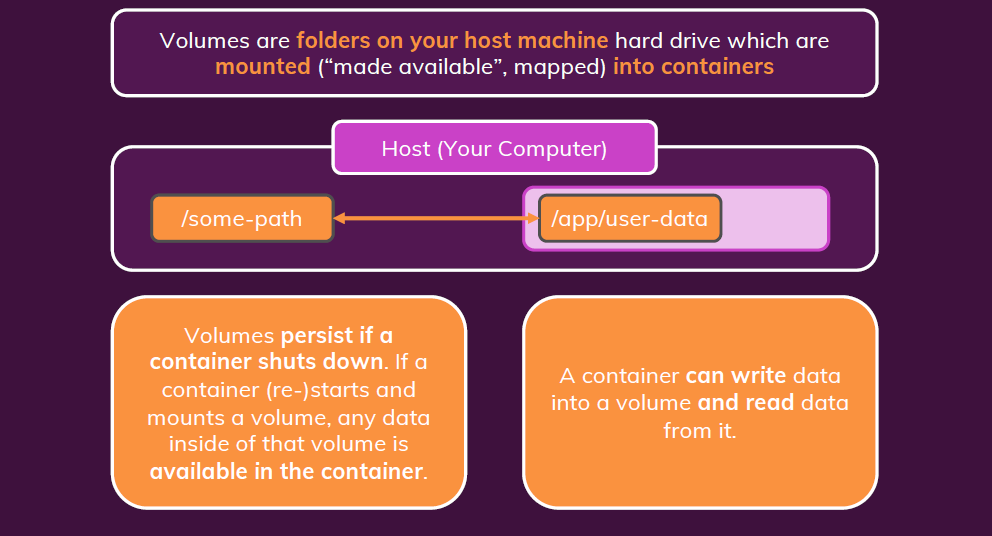 Volumes are folders on your host machine hard drive which are
mounted (“made available”, mapped) into containers
Host (Your Computer)
/some-path
/app/user-data
Volumes persist if a
container shuts down. If a
container (re-)starts and
mounts a volume, any data
inside of that volume is
available in the container.
A container can write data
into a volume and read data
from it.